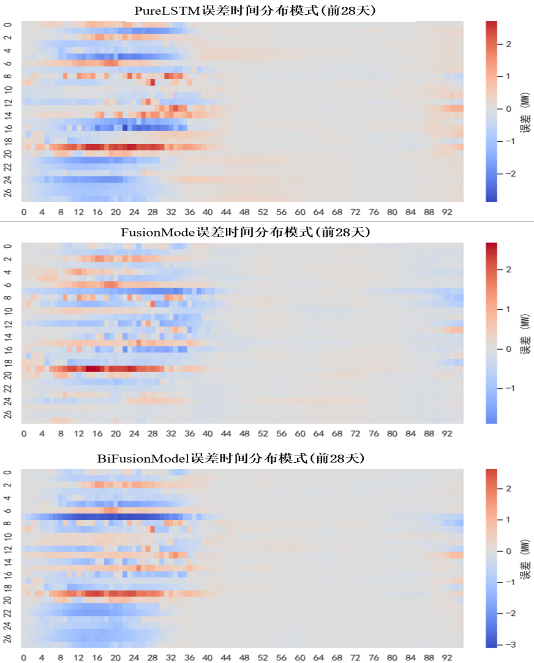 PureLSTM误差时间分布模式(前28天)
0 2 4 6 8 10 12 14 16 18 20 22 24 26
0 4 8 12 16 20 24 28 32 36 40 44 48 52 56 60 64 68 72 76 80 84 88 92
2 1 0 −1 −2
误差 (MW)
FusionMode误差时间分布模式(前28天)
0 2 4 6 8 10 12 14 16 18 20 22 24 26
0 4 8 12 16 20 24 28 32 36 40 44 48 52 56 60 64 68 72 76 80 84 88 92
2 1 0 −1
误差 (MW)
BiFusionModel误差时间分布模式(前28天)
0 2 4 6 8 10 12 14 16 18 20 22 24 26
0 4 8 12 16 20 24 28 32 36 40 44 48 52 56 60 64 68 72 76 80 84 88 92
2 1 0 −1 −2 −3
误差 (MW)